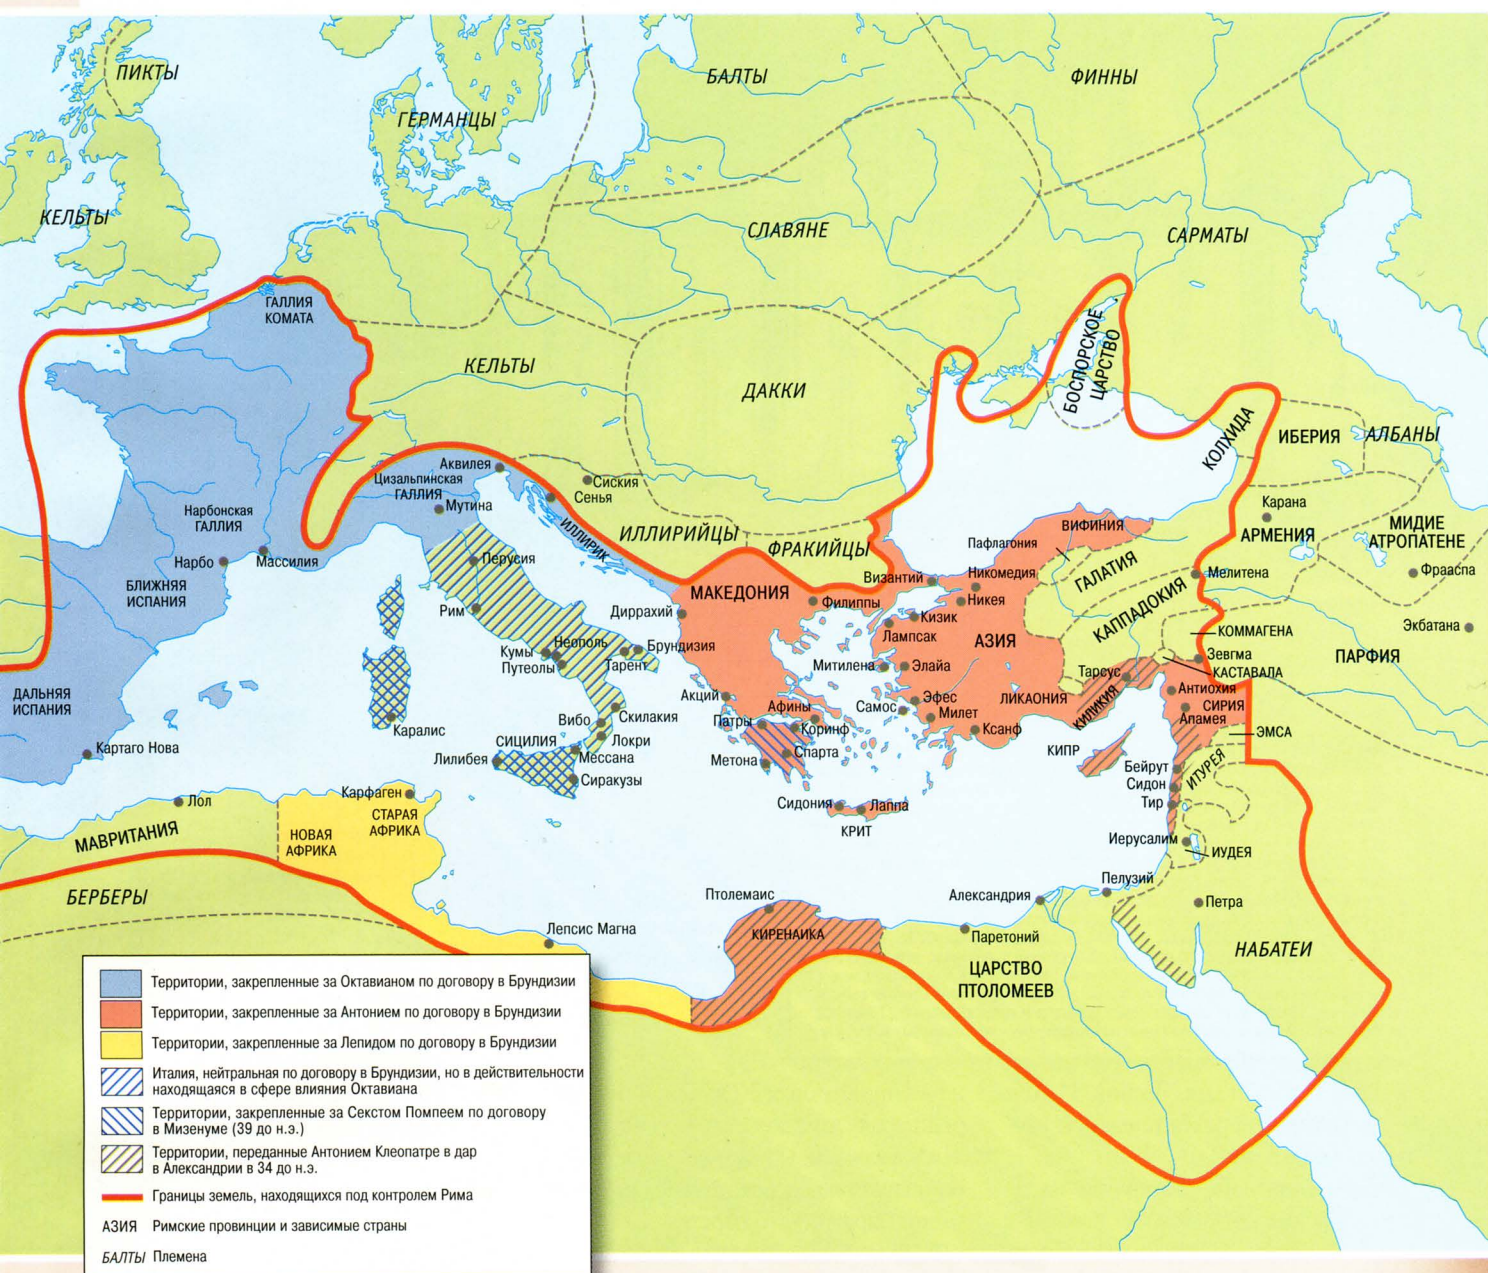 ПИКТЫ
БАЛТЫ
ФИННЫ
ГЕРМАНЦЫ
КЕЛЬТЫ
СЛАВЯНЕ
САРМАТЫ
ГАЛЛИЯ
КОМАТА
БОСПОРСКОЕ
ЦАРСТВО
КЕЛЬТЫ
ДАККИ
КОЛХИДА
ИБЕРИЯ
АЛБАНЫ
Аквилея
Цизальпинская
ГАЛЛИЯ
Сиския
Сенья
Мутина
Карана
Нарбонская
ГАЛЛИЯ
ИЛЛИРИК
ИЛЛИРИЙЦЫ
ФРАКИЙЦЫ
ВИФИНИЯ
Пафлагония
АРМЕНИЯ
МИДИЕ
АТРОПАТЕНЕ
Нарбо
Массилия
Перусия
Византий
Никомедия
ГАЛАТИЯ
Мелитена
Фрааспа
БЛИЖНЯЯ
ИСПАНИЯ
Рим
Диррахий
МАКЕДОНИЯ
Филиппы
Никея
Кизик
Лампсак
КАППАДОКИЯ
КОММАГЕНА
Экбатана
Неополь
Кумы
Путеолы
Брундизия
Тарент
АЗИЯ
Зевгма
ПАРФИЯ
Митилена
Элайа
Тарсус
КАСТАВАЛА
ДАЛЬНЯЯ
ИСПАНИЯ
Акций
Афины
Самос
Эфес
ЛИКАОНИЯ
КИЛИКИЯ
Антиохия
СИРИЯ
Апамея
Каралис
Вибо
Скилакия
Патры
Коринф
Милет
Ксанф
ЭМСА
Картаго Нова
СИЦИЛИЯ
Локри
Лилибея
Мессана
Сиракузы
Метона
Спарта
КИПР
Бейрут
ИТУРЕЯ
Сидон
Тир
Лол
Карфаген
Сидония
Лаппа
КРИТ
МАВРИТАНИЯ
НОВАЯ
АФРИКА
СТАРАЯ
АФРИКА
Иерусалим
ИУДЕЯ
БЕРБЕРЫ
Птолемаис
Александрия
Пелузий
Петра
Лепсис Магна
КИРЕНАИКА
Паретоний
НАБАТЕИ
ЦАРСТВО
ПТОЛОМЕЕВ
Территории, закрепленные за Октавианом по договору в Брундизии
Территории, закрепленные за Антонием по договору в Брундизии
Территории, закрепленные за Лепидом по договору в Брундизии
Италия, нейтральная по договору в Брундизии, но в действительности
находящаяся в сфере влияния Октавиана
Территории, закрепленные за Секстом Помпеем по договору
в Мизенуме (39 до н.э.)
Территории, переданные Антонием Клеопатре в дар
в Александрии в 34 до н.э.
Границы земель, находящихся под контролем Рима
АЗИЯ Римские провинции и зависимые страны
БАЛТЫ Племена